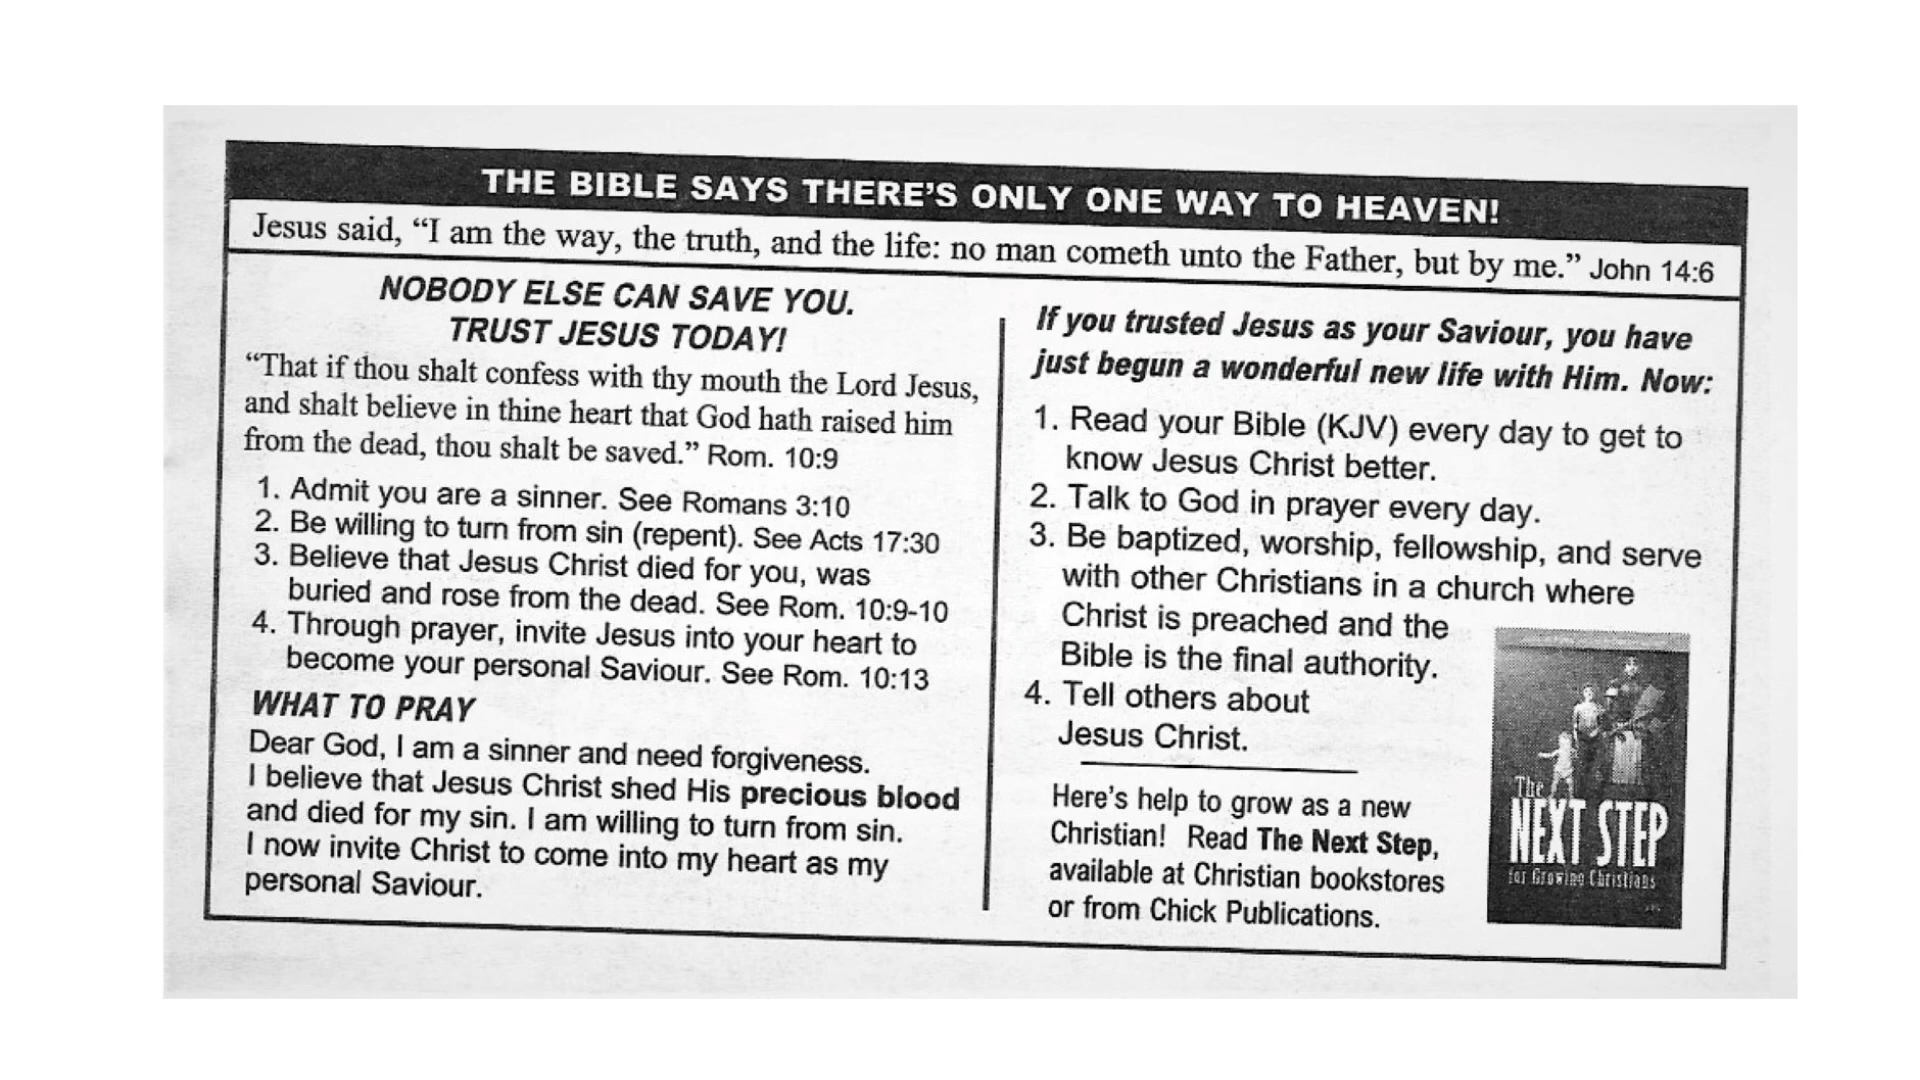 THE BIBLE SAYS THERE'S ONLY ONE WAY TO HEAVEN!
Jesus said, “I am the way, the truth, and the life: no man cometh unto the Father, but by me.” John 14:6
NOBODY ELSE CAN SAVE YOU.
TRUST JESUS TODAY!
“That if thou shalt confess with thy mouth the Lord Jesus,
and shalt believe in thine heart that God hath raised him
from the dead, thou shalt be saved.” Rom. 10:9
1. Admit you are a sinner. See Romans 3:10
2. Be willing to turn from sin (repent). See Acts 17:30
3. Believe that Jesus Christ died for you, was
buried and rose from the dead. See Rom. 10:9-10
4. Through prayer, invite Jesus into your heart to
become your personal Saviour. See Rom. 10:13
WHAT TO PRAY
Dear God, I am a sinner and need forgiveness.
I believe that Jesus Christ shed His precious blood
and died for my sin. I am willing to turn from sin.
I now invite Christ to come into my heart as my
personal Saviour.
If you trusted Jesus as your Saviour, you have
just begun a wonderful new life with Him. Now:
1. Read your Bible (KJV) every day to get to
know Jesus Christ better.
2. Talk to God in prayer every day.
3. Be baptized, worship, fellowship, and serve
with other Christians in a church where
Christ is preached and the
Bible is the final authority.
4. Tell others about
Jesus Christ.
Here's help to grow as a new
Christian! Read The Next Step,
available at Christian bookstores
or from Chick Publications.
The
NEXT STEP
for Growing Christians